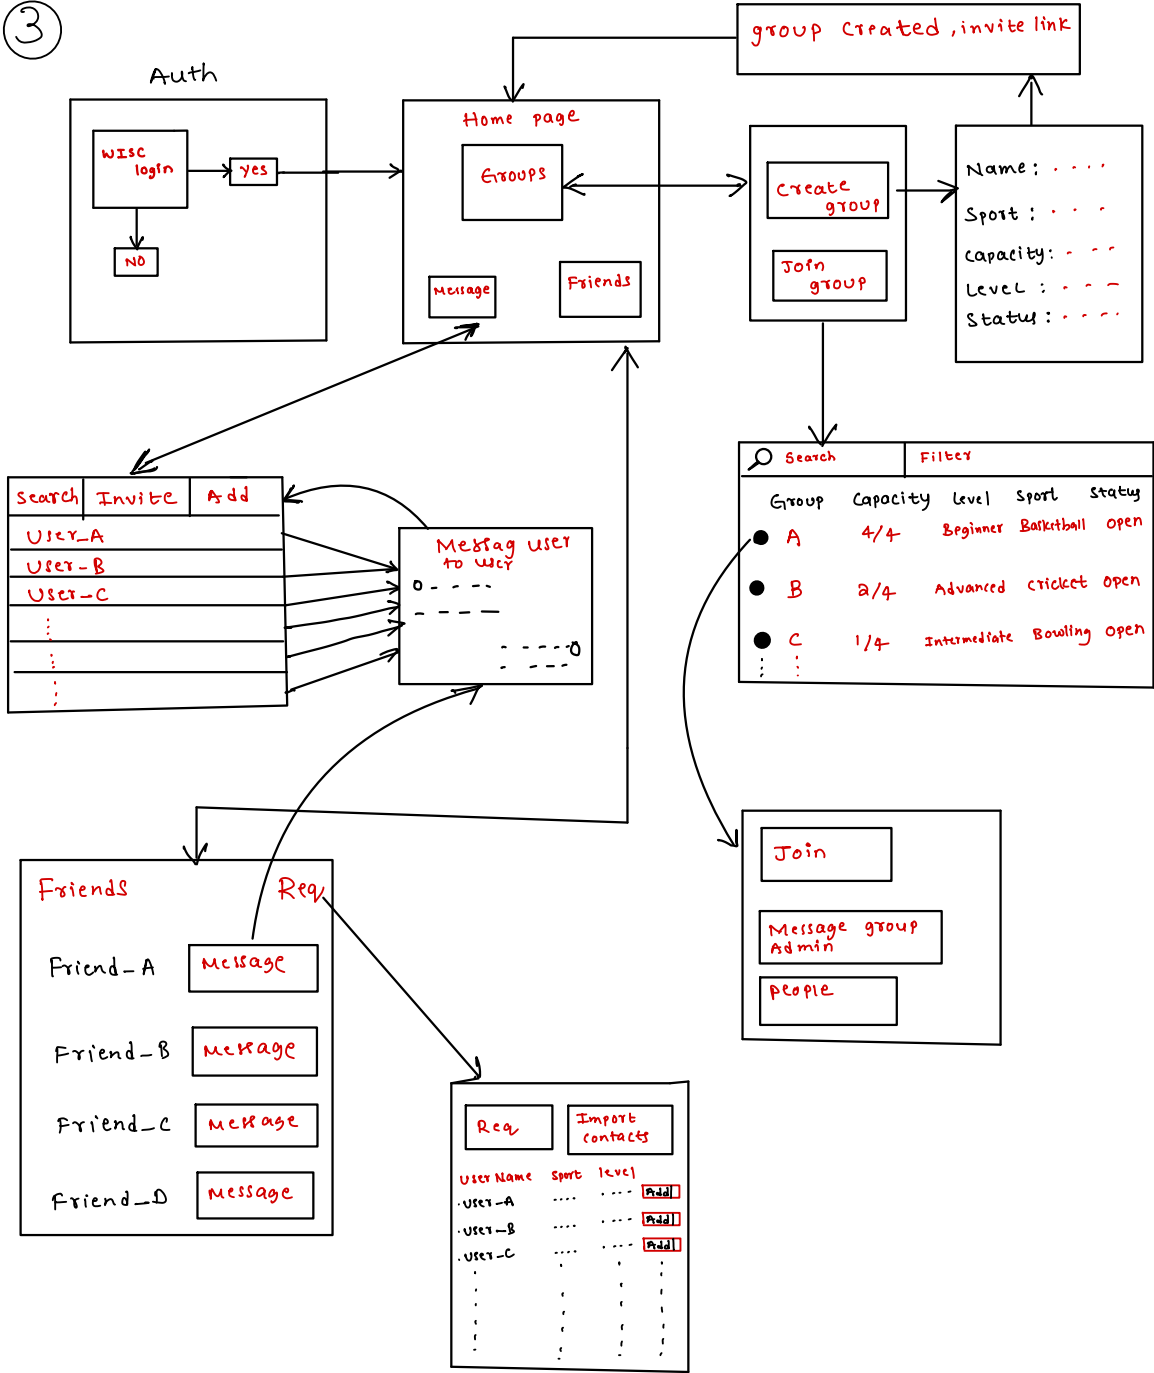 3
group Created, invite link
Auth
WISC
login
yes
NO
Home page
Groups
Message
Friends
Create
group
Join
group
Name:
Sport:
Capacity:
Level :
Status:
Search
Invite
Add
User_A
User_B
User_C
Messag user
to user
Search
Filter
Group Capacity Level Sport Status
A 4/4 Beginner Basketball open
B 2/4 Advanced Cricket open
C 1/4 Intermediate Bowling open
Join
Message group
Admin
people
Friends
Req
Friend_A Message
Friend_B Message
Friend_C Message
Friend_D Message
Req
Import
contacts
User Name Sport level
User_A Add
User_B Add
User_C Add